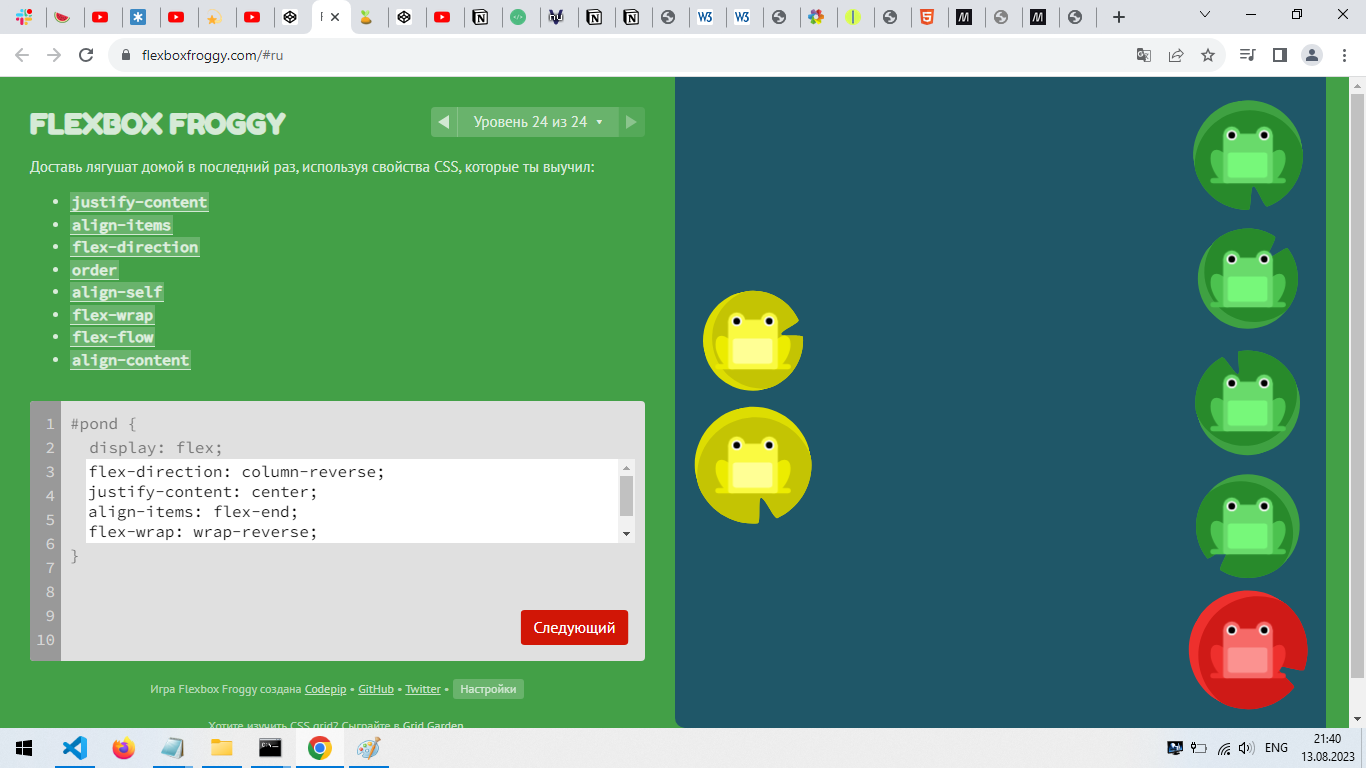 flexboxfroggy.com/#ru
FLEXBOX FROGGY
Уровень 24 из 24
Доставь лягушат домой в последний раз, используя свойства CSS, которые ты выучил:
justify-content
align-items
flex-direction
order
align-self
flex-wrap
flex-flow
align-content
1 #pond {
2 display: flex;
3 flex-direction: column-reverse;
4 justify-content: center;
5 align-items: flex-end;
6 flex-wrap: wrap-reverse;
7 }
8
9
10
Следующий
Игра Flexbox Froggy создана Codepip • GitHub • Twitter • Настройки
Хотите изучить CSS grid? Сыграйте в Grid Garden.
ENG
21:40
13.08.2023